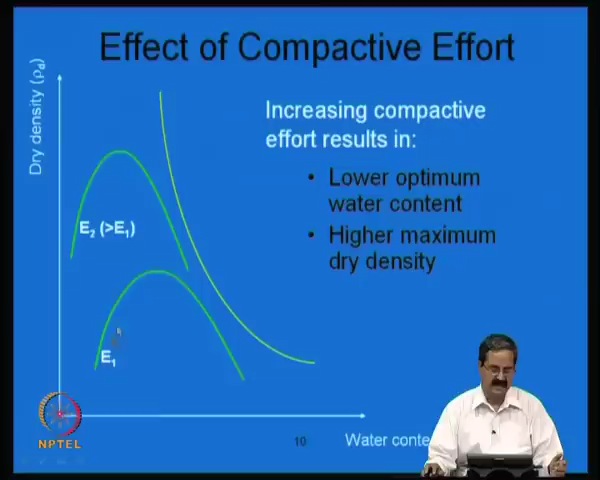 Effect of Compactive Effort
Dry density (ρd)
Increasing compactive
effort results in:
• Lower optimum
water content
• Higher maximum
dry density
E2 (>E1)
E1
NPTEL
10
Water conte